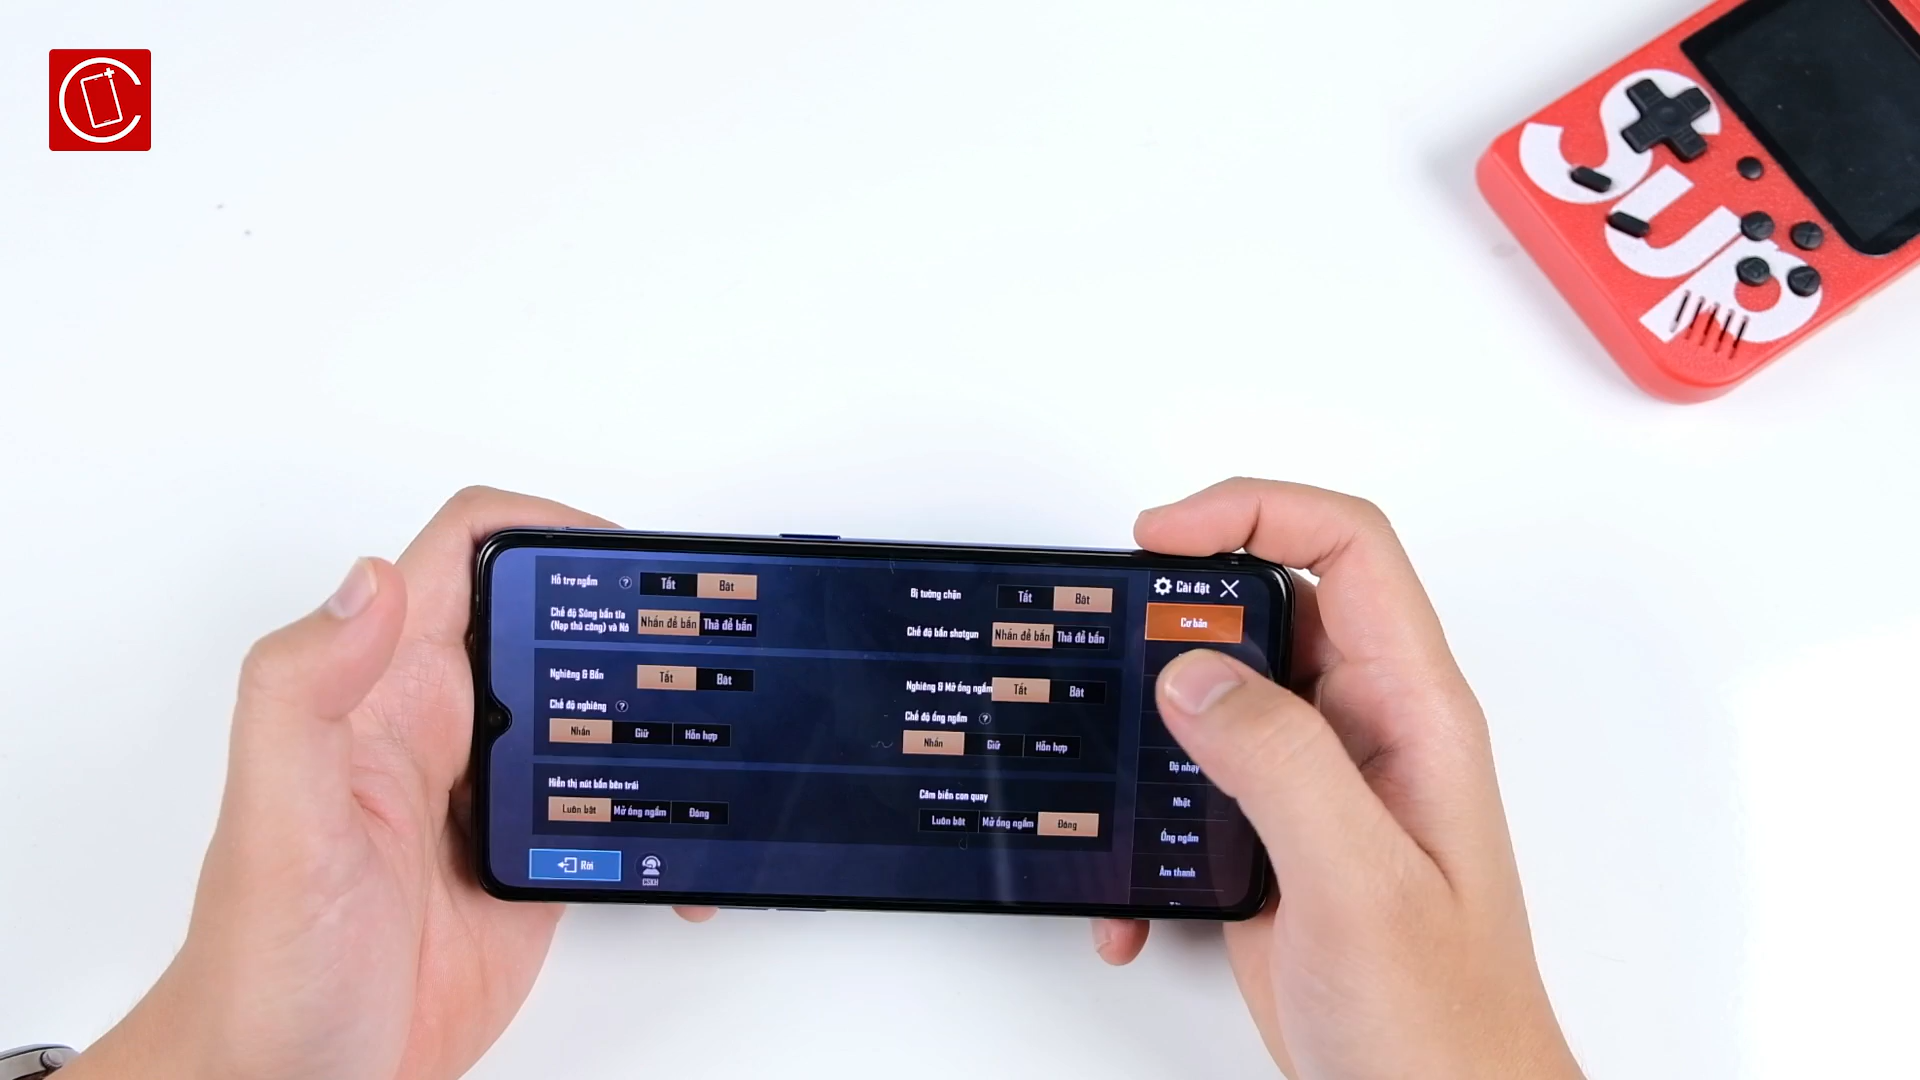 Sup
Hỗ trợ ngắm
?
Tắt
Bật
Bị tường chặn
Tắt
Bật
Chế độ Súng bắn tỉa
(Nạp thủ công) và Nỏ
Nhấn để bắn
Thả để bắn
Chế độ bắn shotgun
Nhấn để bắn
Thả để bắn
Nghiêng & Bắn
Tắt
Bật
Nghiêng & Mở ống ngắm
Tắt
Bật
Chế độ nghiêng
?
Nhấn
Giữ
Hỗn hợp
Chế độ ống ngắm
?
Nhấn
Giữ
Hỗn hợp
Hiển thị nút bắn bên trái
Luôn bật
Mở ống ngắm
Đóng
Cảm biến con quay
Luôn bật
Mở ống ngắm
Đóng
Rời
CSKH
Cài đặt
Cơ bản
Độ nhạy
Nhặt
Ống ngắm
Âm thanh